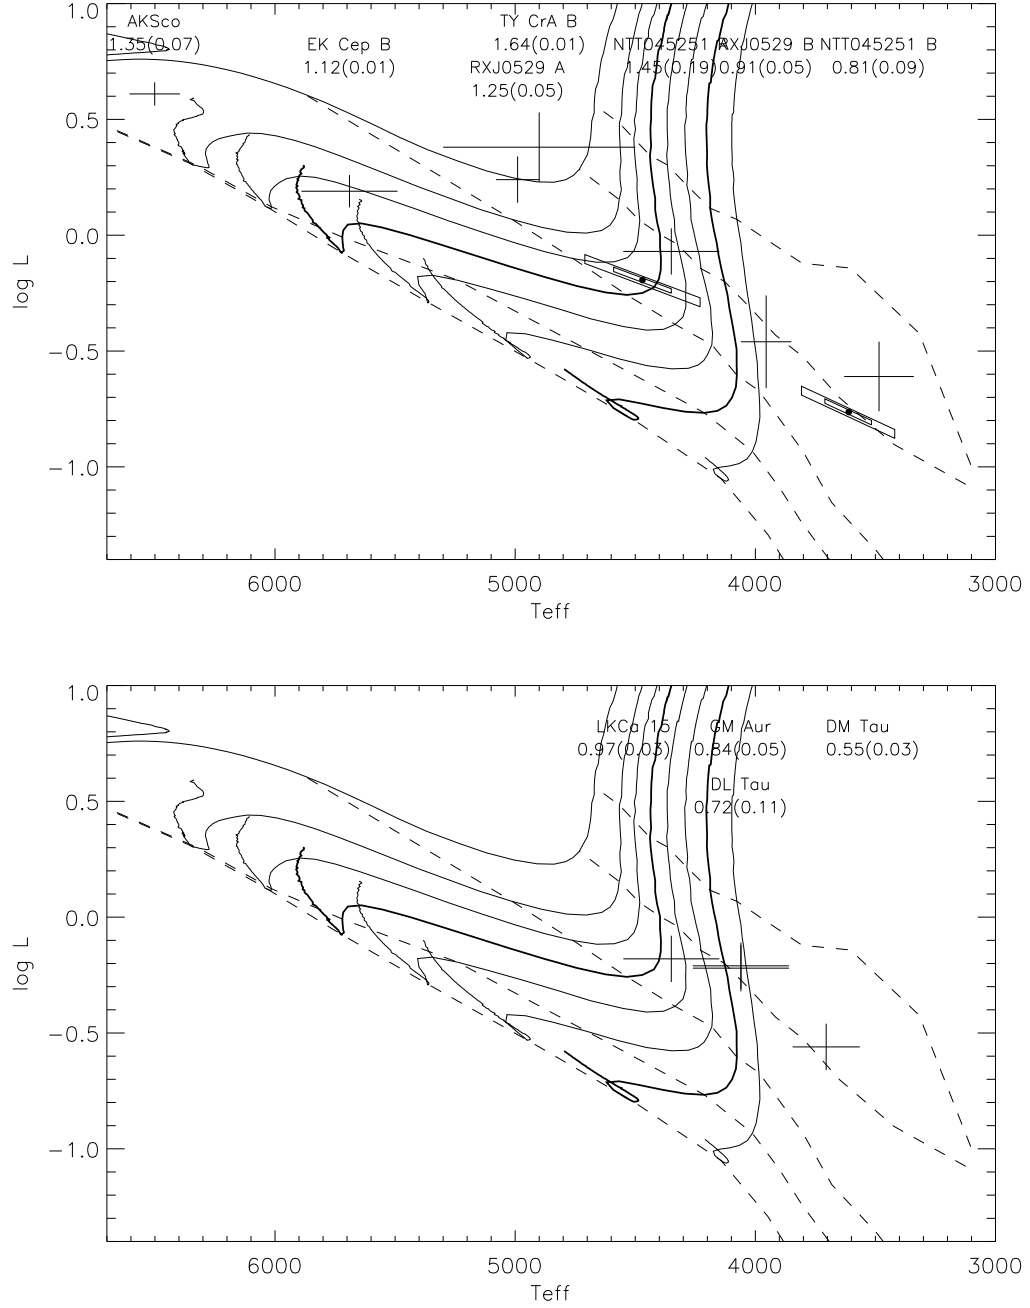 1.0
AKSco
TY CrA B
1.35(0.07)
EK Cep B
1.64(0.01)
NTT045251 A
RXJ0529 B
NTT045251 B
1.12(0.01)
RXJ0529 A
1.45(0.19)
0.91(0.05)
0.81(0.09)
1.25(0.05)
0.5
0.0
log L
−0.5
−1.0
6000
5000
4000
3000
Teff
1.0
LKCa 15
GM Aur
DM Tau
0.97(0.03)
0.84(0.05)
0.55(0.03)
DL Tau
0.72(0.11)
0.5
0.0
log L
−0.5
−1.0
6000
5000
4000
3000
Teff